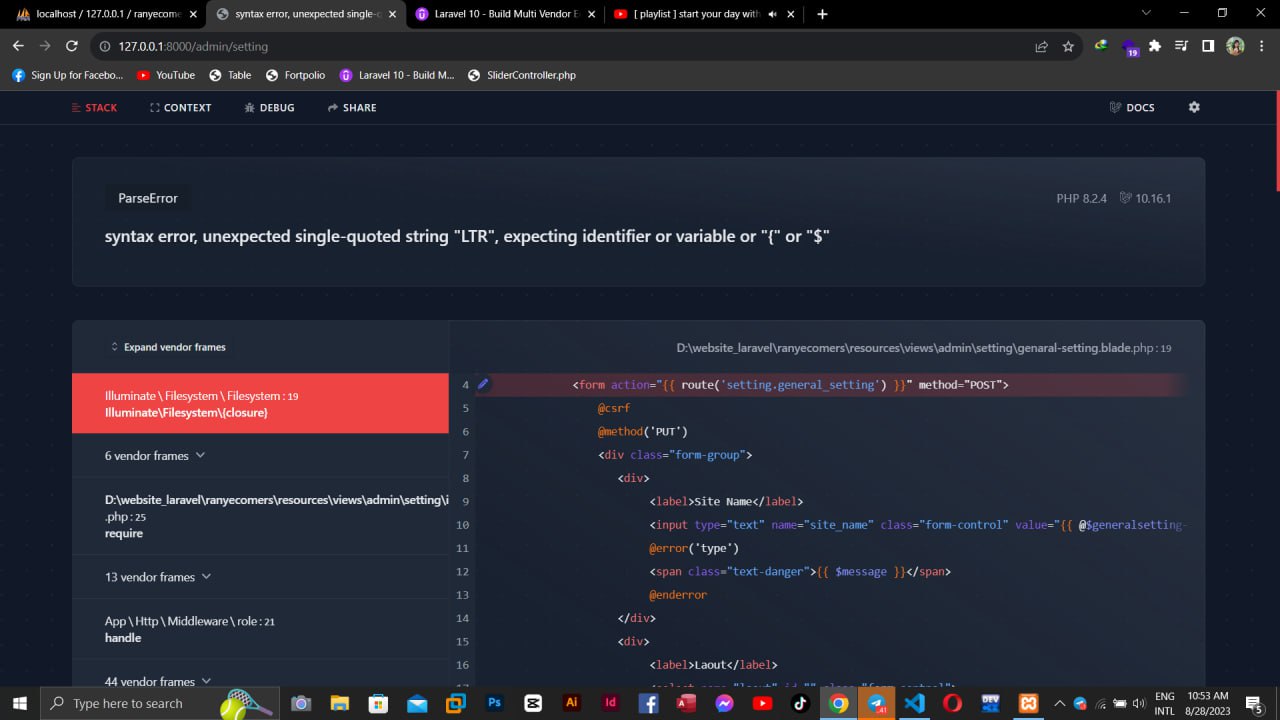 localhost / 127.0.0.1 / ranyecome
syntax error, unexpected single-q
Laravel 10 - Build Multi Vendor E
[ playlist ] start your day with
127.0.0.1:8000/admin/setting
19
Sign Up for Facebo...
YouTube
Table
Fortpolio
Laravel 10 - Build M...
SliderController.php
STACK
CONTEXT
DEBUG
SHARE
DOCS
ParseError
PHP 8.2.4
10.16.1
syntax error, unexpected single-quoted string "LTR", expecting identifier or variable or "{" or "$"
Expand vendor frames
D:\website_laravel\ranyecomers\resources\views\admin\setting\genaral-setting.blade.php : 19
Illuminate \ Filesystem \ Filesystem : 19
Illuminate\Filesystem\{closure}
6 vendor frames
D:\website_laravel\ranyecomers\resources\views\admin\setting\i
.php : 25
require
13 vendor frames
App \ Http \ Middleware \ role : 21
handle
44 vendor frames
4 <form action="{{ route('setting.general_setting') }}" method="POST">
5 @csrf
6 @method('PUT')
7 <div class="form-group">
8 <div>
9 <label>Site Name</label>
10 <input type="text" name="site_name" class="form-control" value="{{ @$generalsetting-
11 @error('type')
12 <span class="text-danger">{{ $message }}</span>
13 @enderror
14 </div>
15 <div>
16 <label>Laout</label>
Type here to search
ENG
INTL
10:53 AM
8/28/2023
5